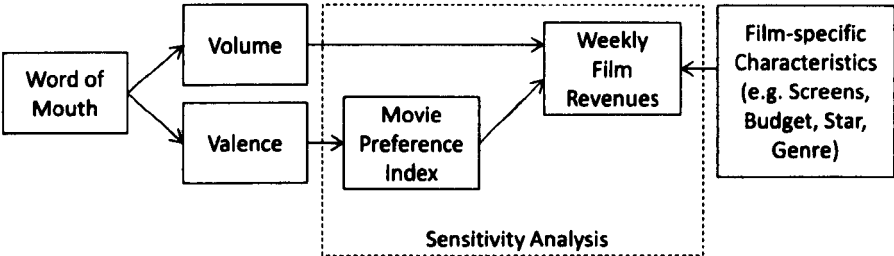 Word of
Mouth
Volume
Valence
Movie
Preference
Index
Weekly
Film
Revenues
Film-specific
Characteristics
(e.g. Screens,
Budget, Star,
Genre)
Sensitivity Analysis